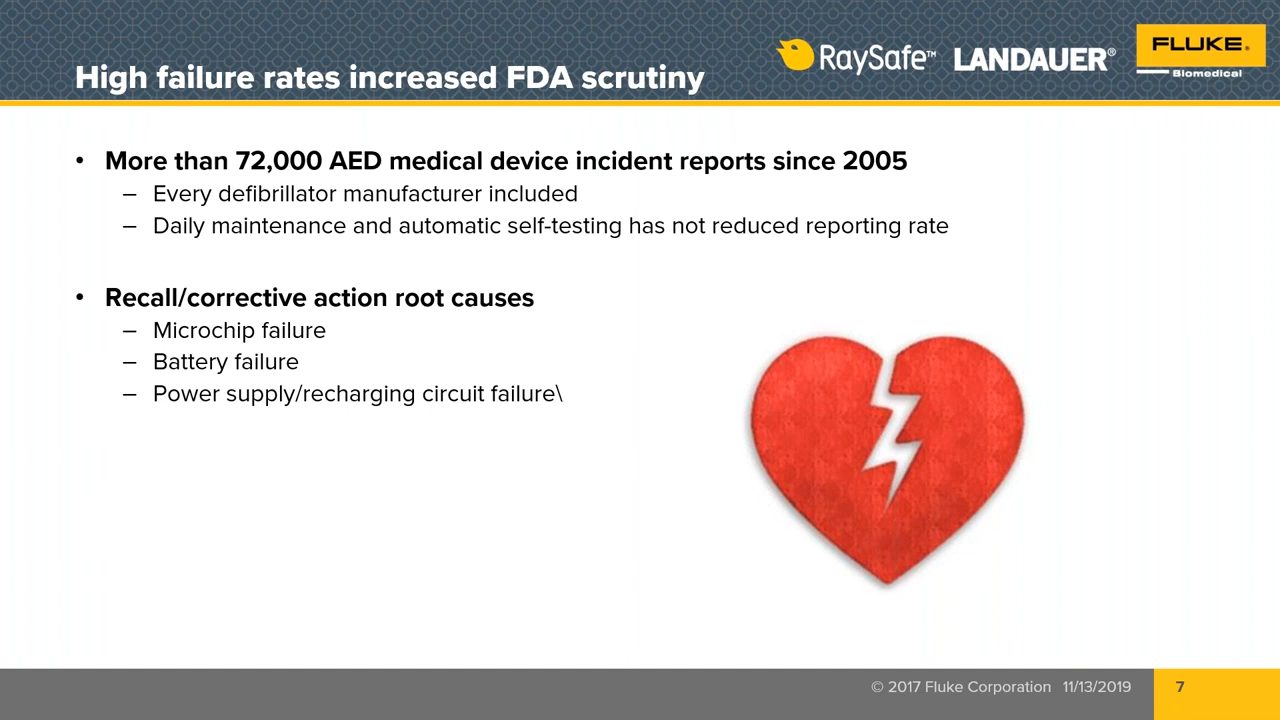 High failure rates increased FDA scrutiny
RaySafe™ LANDAUER® FLUKE®
Biomedical
• More than 72,000 AED medical device incident reports since 2005
– Every defibrillator manufacturer included
– Daily maintenance and automatic self-testing has not reduced reporting rate
• Recall/corrective action root causes
– Microchip failure
– Battery failure
– Power supply/recharging circuit failure\
© 2017 Fluke Corporation 11/13/2019 7